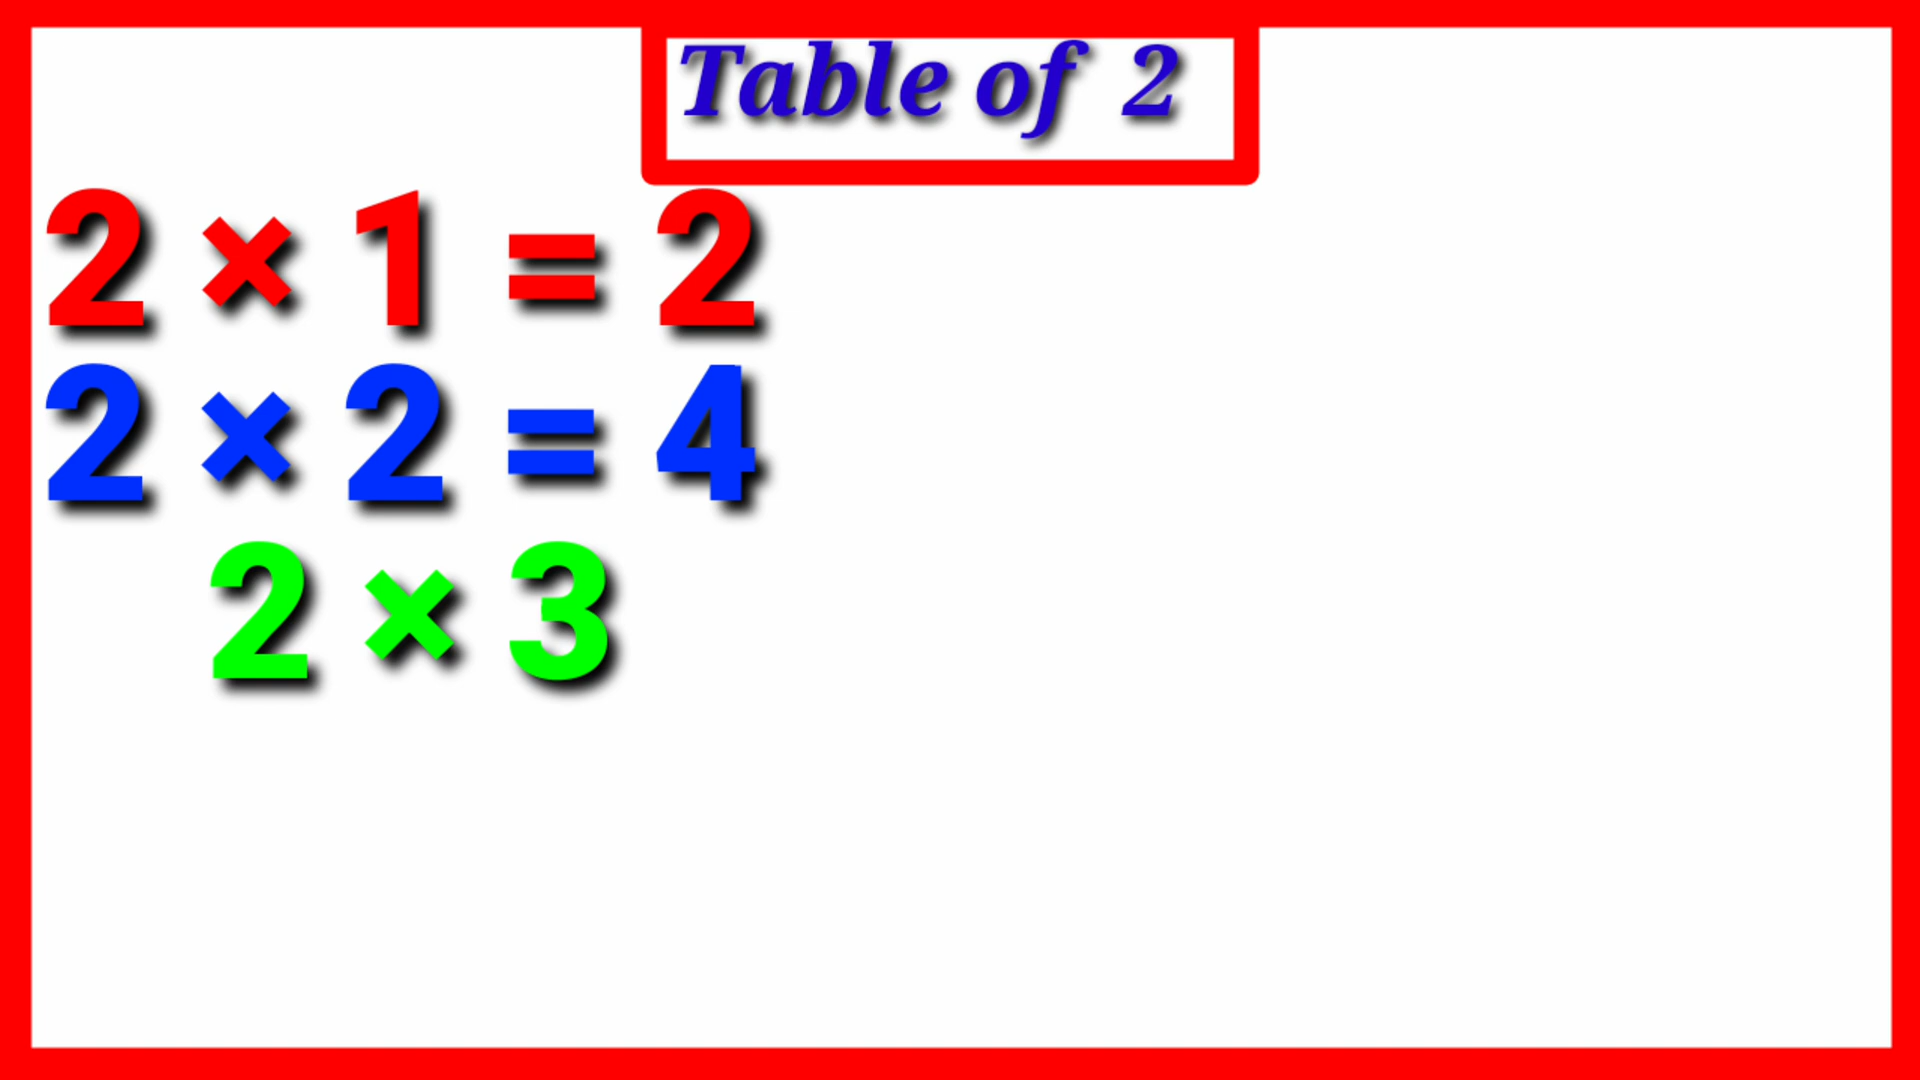 Table of 2
2 × 1 = 2
2 × 2 = 4
2 × 3